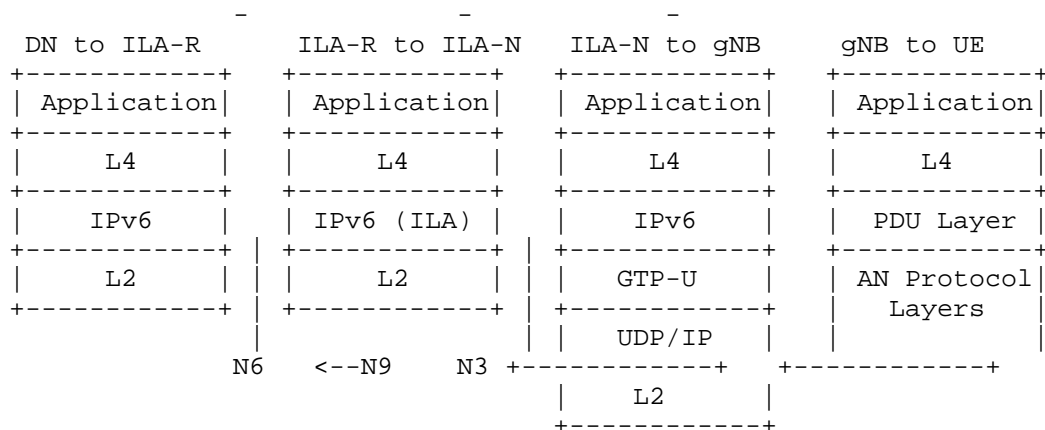 DN to ILA-R ILA-R to ILA-N ILA-N to gNB gNB to UE
Application Application Application Application
L4 L4 L4 L4
IPv6 IPv6 (ILA) IPv6 PDU Layer
L2 L2 GTP-U AN Protocol
Layers
UDP/IP
N6 <--N9 N3
L2